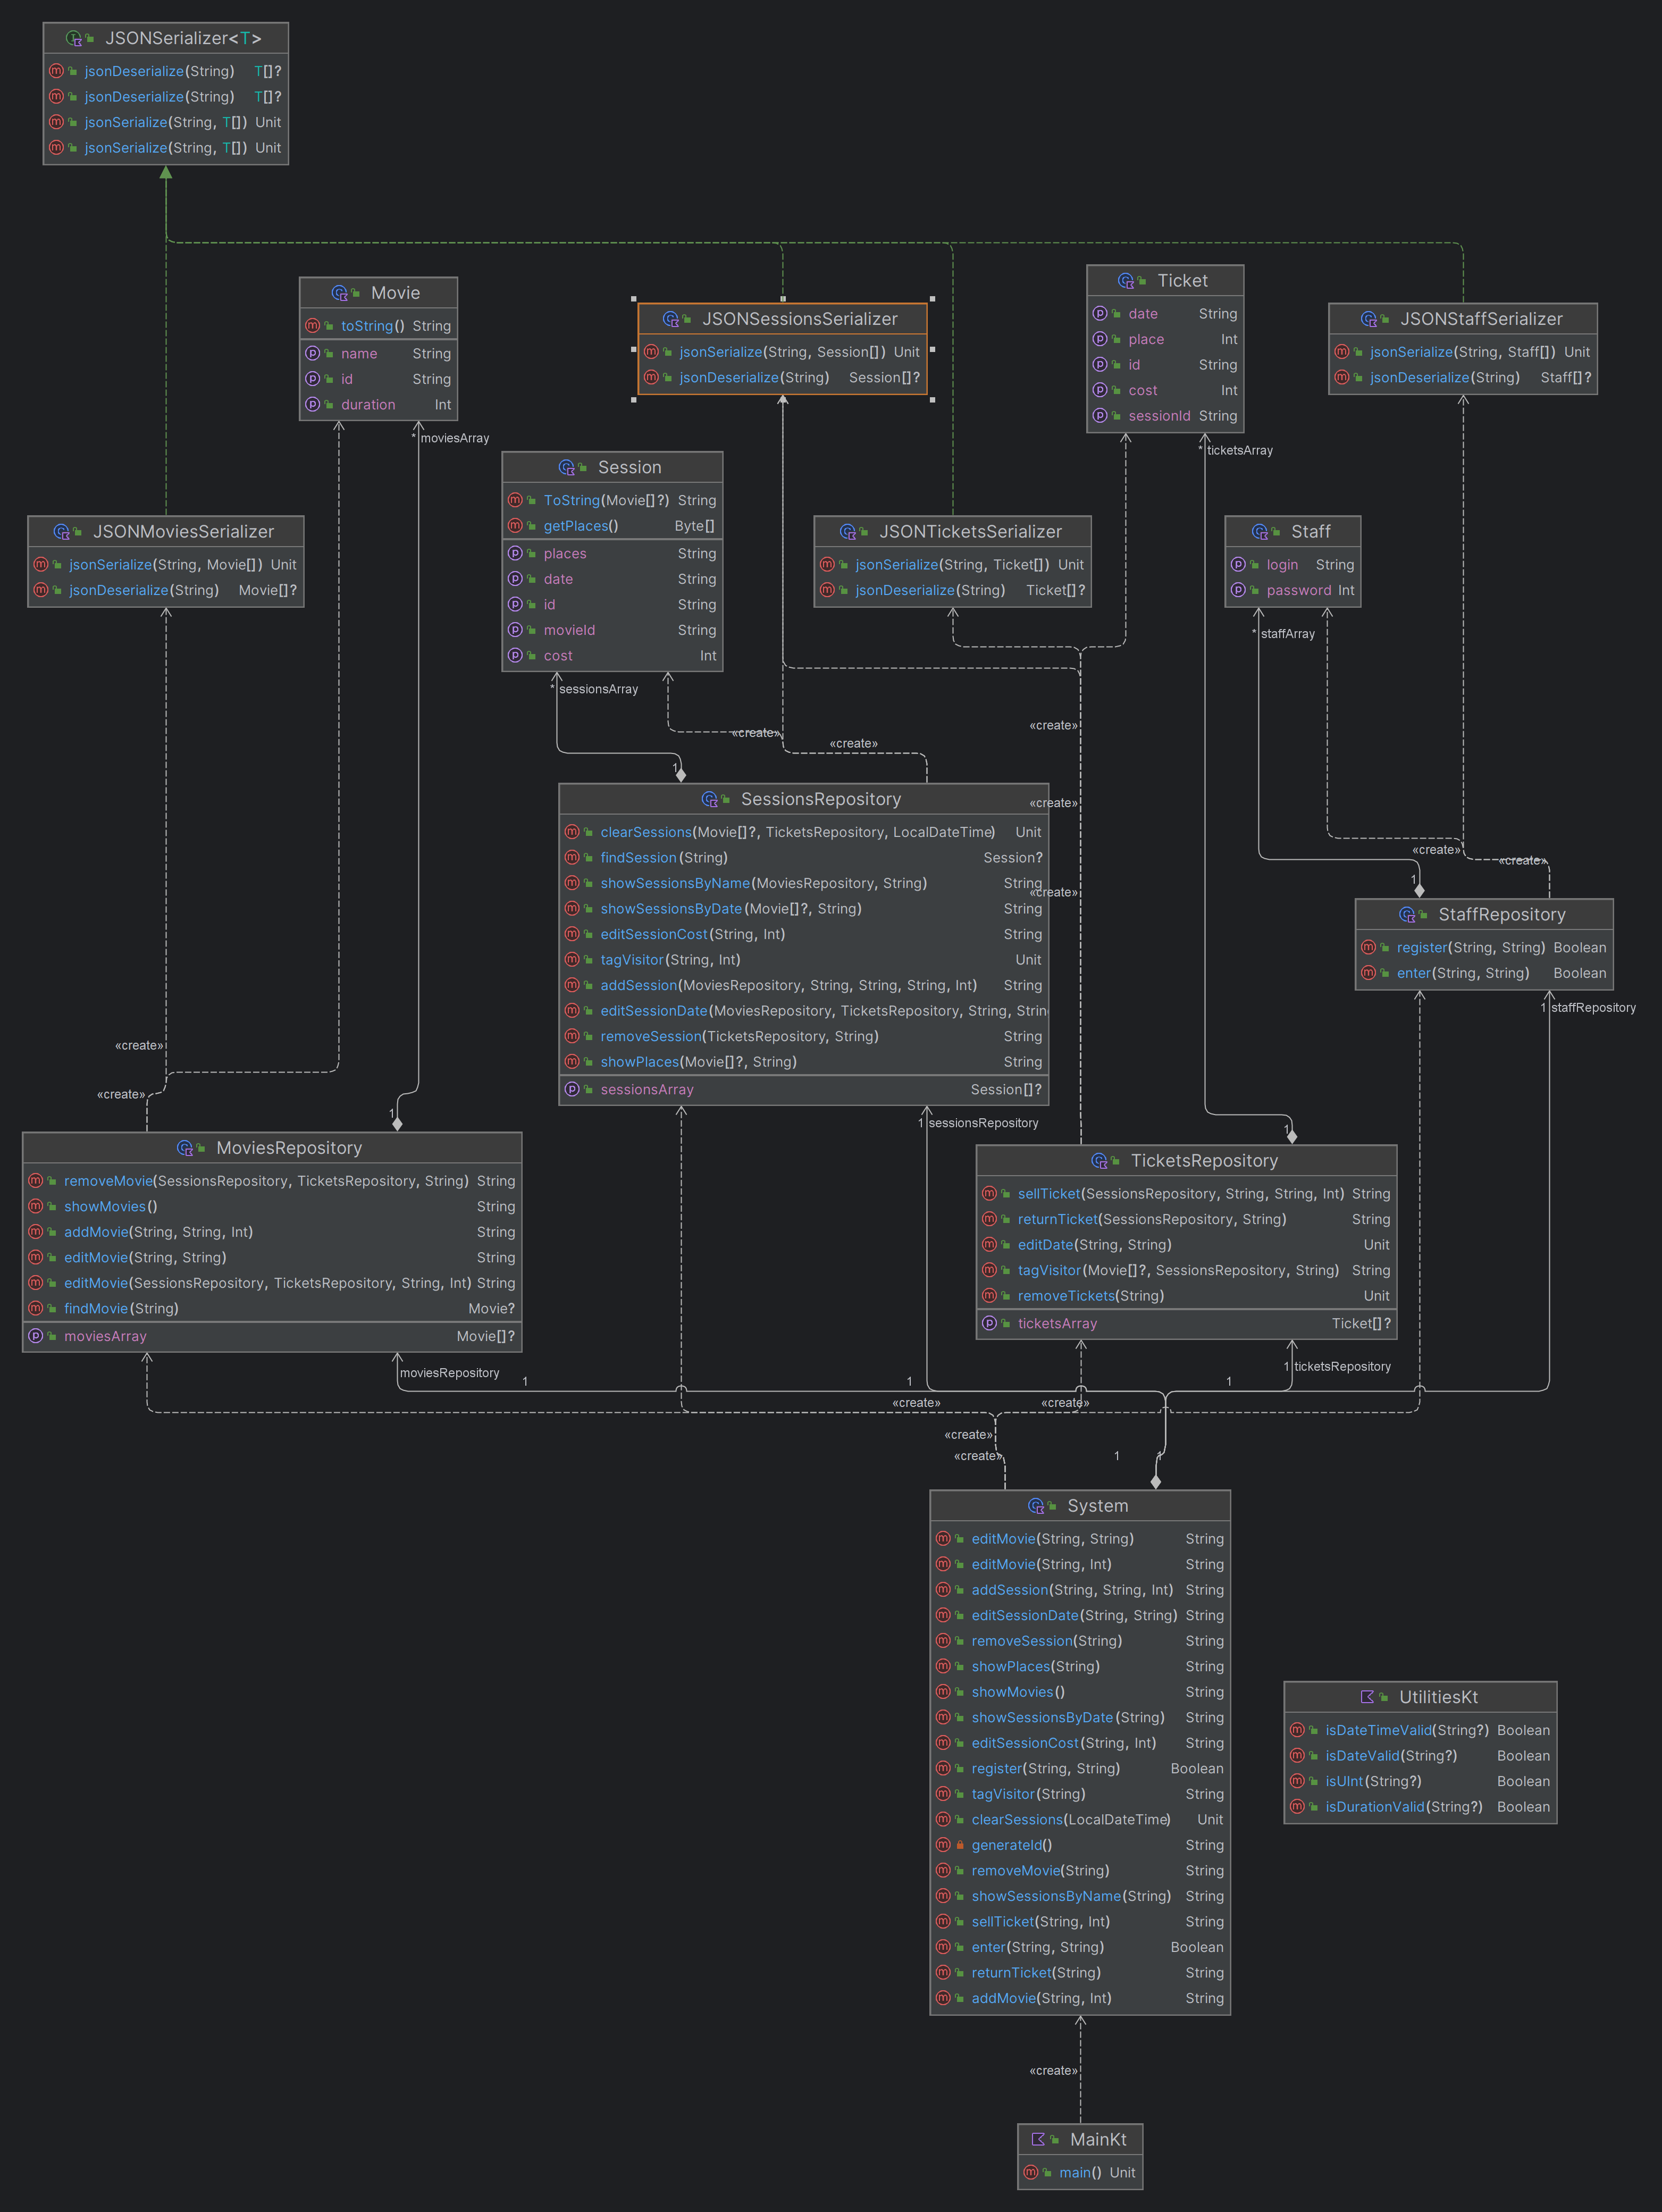 JSONSerializer<T>
jsonDeserialize(String) T[]?
jsonDeserialize(String) T[]?
jsonSerialize(String, T[]) Unit
jsonSerialize(String, T[]) Unit
Movie
toString() String
name String
id String
duration Int
* moviesArray
JSONSessionsSerializer
jsonSerialize(String, Session[]) Unit
jsonDeserialize(String) Session[]?
Ticket
date String
place Int
id String
cost Int
sessionId String
* ticketsArray
JSONStaffSerializer
jsonSerialize(String, Staff[]) Unit
jsonDeserialize(String) Staff[]?
Session
ToString(Movie[]?) String
getPlaces() Byte[]
places String
date String
id String
movieId String
cost Int
* sessionsArray
JSONMoviesSerializer
jsonSerialize(String, Movie[]) Unit
jsonDeserialize(String) Movie[]?
JSONTicketsSerializer
jsonSerialize(String, Ticket[]) Unit
jsonDeserialize(String) Ticket[]?
Staff
login String
password Int
* staffArray
«create»
«create»
«create»
1
SessionsRepository
clearSessions(Movie[]?, TicketsRepository, LocalDateTime) Unit
findSession(String) Session?
showSessionsByName(MoviesRepository, String) String
showSessionsByDate(Movie[]?, String) String
editSessionCost(String, Int) String
tagVisitor(String, Int) Unit
addSession(MoviesRepository, String, String, String, Int) String
editSessionDate(MoviesRepository, TicketsRepository, String, Strin
removeSession(TicketsRepository, String) String
showPlaces(Movie[]?, String) String
sessionsArray Session[]?
«create»
«create»
«create»
«create»
1
StaffRepository
register(String, String) Boolean
enter(String, String) Boolean
1 staffRepository
«create»
«create»
1
MoviesRepository
removeMovie(SessionsRepository, TicketsRepository, String) String
showMovies() String
addMovie(String, String, Int) String
editMovie(String, String) String
editMovie(SessionsRepository, TicketsRepository, String, Int) String
findMovie(String) Movie?
moviesArray Movie[]?
1 sessionsRepository
1
TicketsRepository
sellTicket(SessionsRepository, String, String, Int) String
returnTicket(SessionsRepository, String) String
editDate(String, String) Unit
tagVisitor(Movie[]?, SessionsRepository, String) String
removeTickets(String) Unit
ticketsArray Ticket[]?
moviesRepository
1
1
1 ticketsRepository
1
«create»
«create»
«create»
«create»
1
1
System
editMovie(String, String) String
editMovie(String, Int) String
addSession(String, String, Int) String
editSessionDate(String, String) String
removeSession(String) String
showPlaces(String) String
showMovies() String
showSessionsByDate(String) String
editSessionCost(String, Int) String
register(String, String) Boolean
tagVisitor(String) String
clearSessions(LocalDateTime) Unit
generateId() String
removeMovie(String) String
showSessionsByName(String) String
sellTicket(String, Int) String
enter(String, String) Boolean
returnTicket(String) String
addMovie(String, Int) String
UtilitiesKt
isDateTimeValid(String?) Boolean
isDateValid(String?) Boolean
isUInt(String?) Boolean
isDurationValid(String?) Boolean
«create»
MainKt
main() Unit